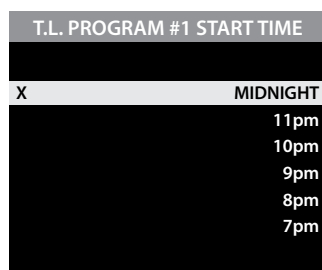 T.L. PROGRAM #1 START TIME
X MIDNIGHT
11pm
10pm
9pm
8pm
7pm